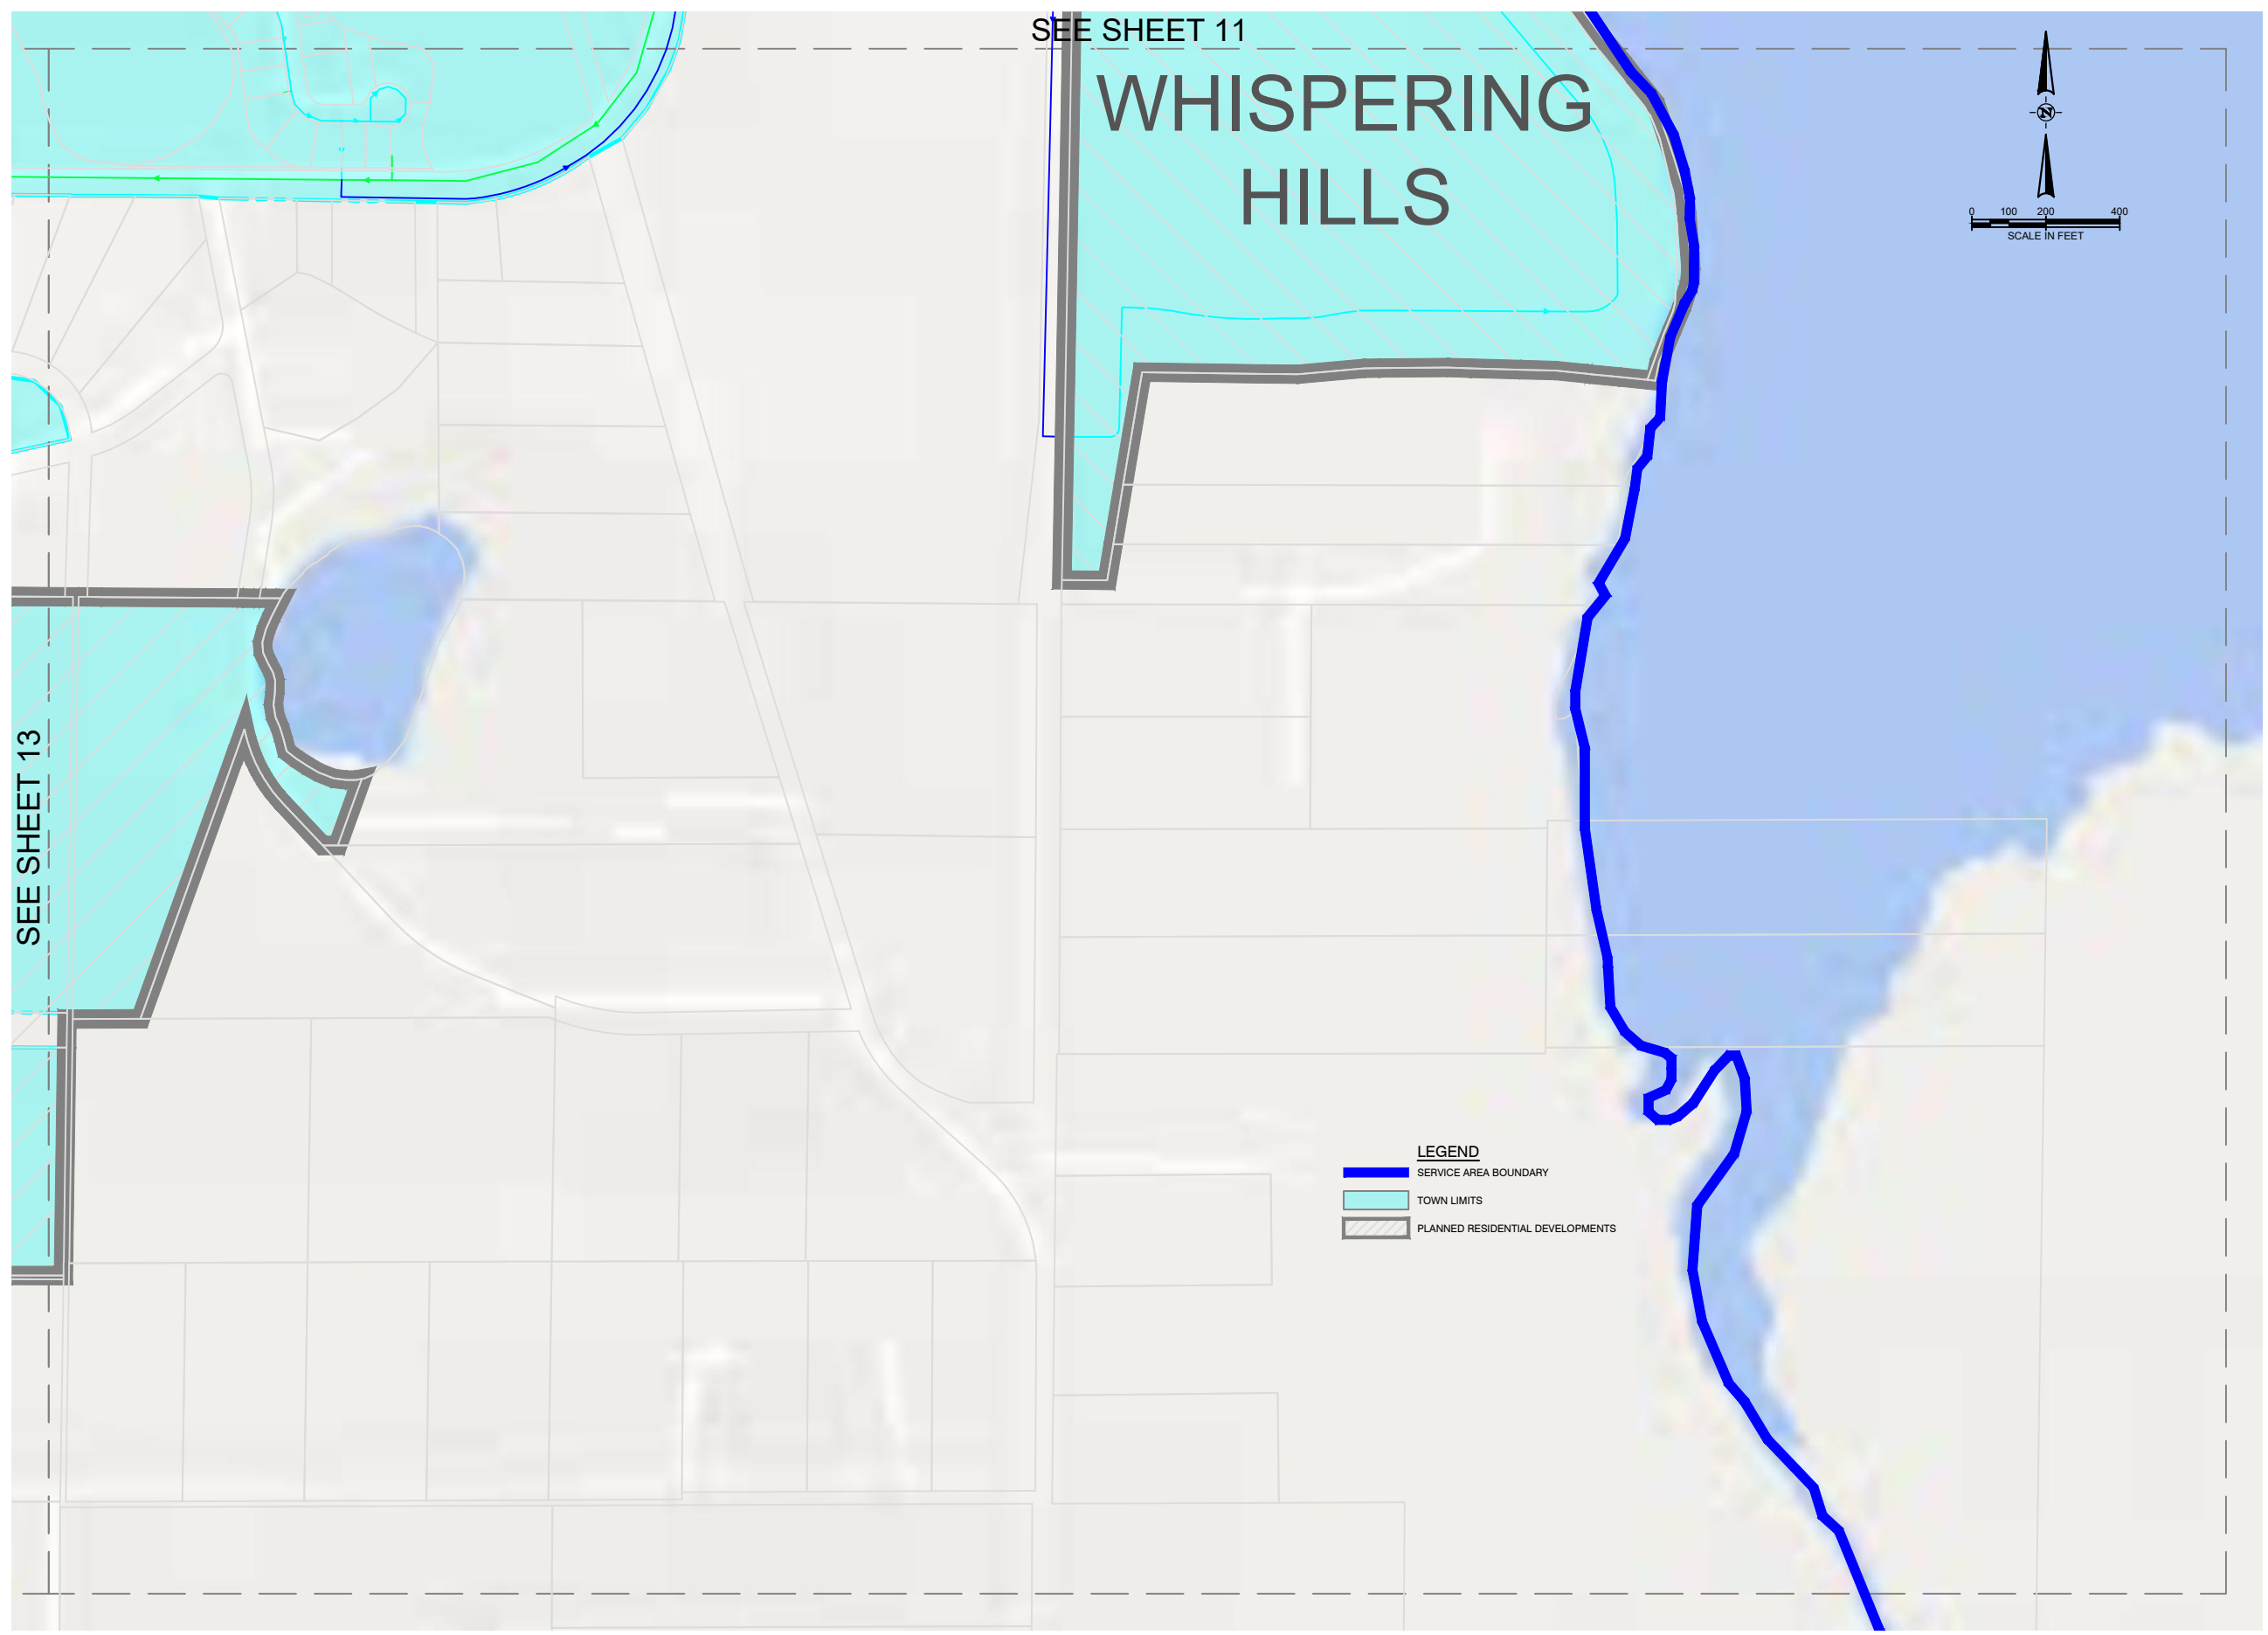 SEE SHEET 11
WHISPERING
HILLS
N
0 100 200 400
SCALE IN FEET
SEE SHEET 13
LEGEND
SERVICE AREA BOUNDARY
TOWN LIMITS
PLANNED RESIDENTIAL DEVELOPMENTS